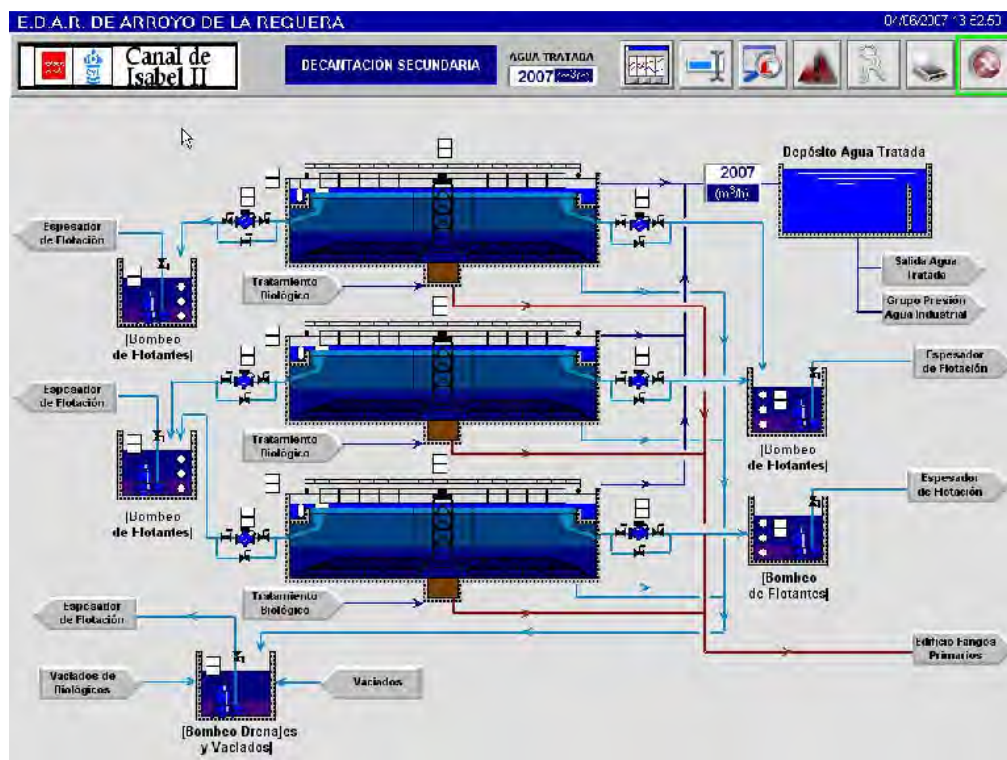 E.D.A.R. DE ARROYO DE LA REGUERA
Canal de
Isabel II
DECANTACIÓN SECUNDARIA
AGUA TRATADA
2007
Depósito Agua Tratada
2007
(m³/h)
Espesador
de Flotación
Salida Agua
Tratada
Tratamiento
Biológico
Grupo Presión
Agua Industrial
[Bombeo
de Flotantes]
Espesador
de Flotación
Espesador
de Flotación
Tratamiento
Biológico
[Bombeo
de Flotantes]
Espesador
de Flotación
[Bombeo
de Flotantes]
[Bombeo
de Flotantes]
Tratamiento
Biológico
Espesador
de Flotación
Edificio Fangos
Primarios
Vaciados de
Biológicos
Vaciados
[Bombeo Drenajes
y Vaciados]